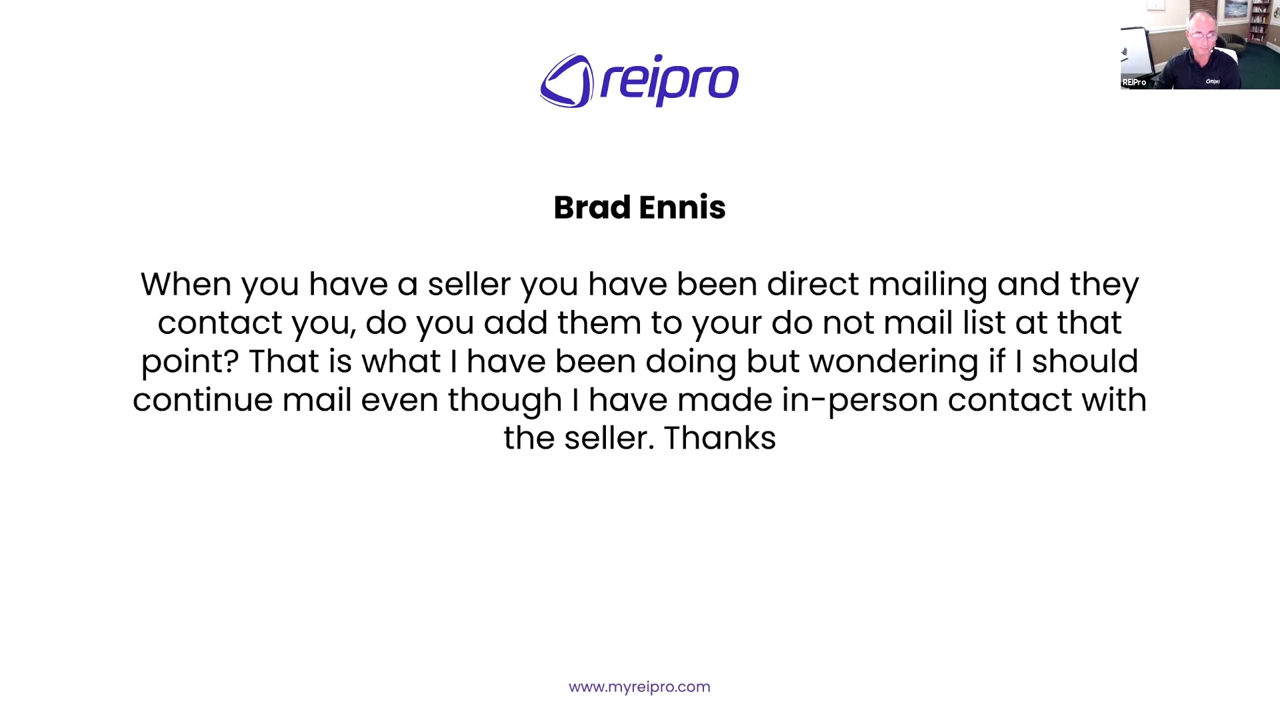 reipro
REIPro
Brad Ennis
When you have a seller you have been direct mailing and they
contact you, do you add them to your do not mail list at that
point? That is what I have been doing but wondering if I should
continue mail even though I have made in-person contact with
the seller. Thanks
www.myreipro.com